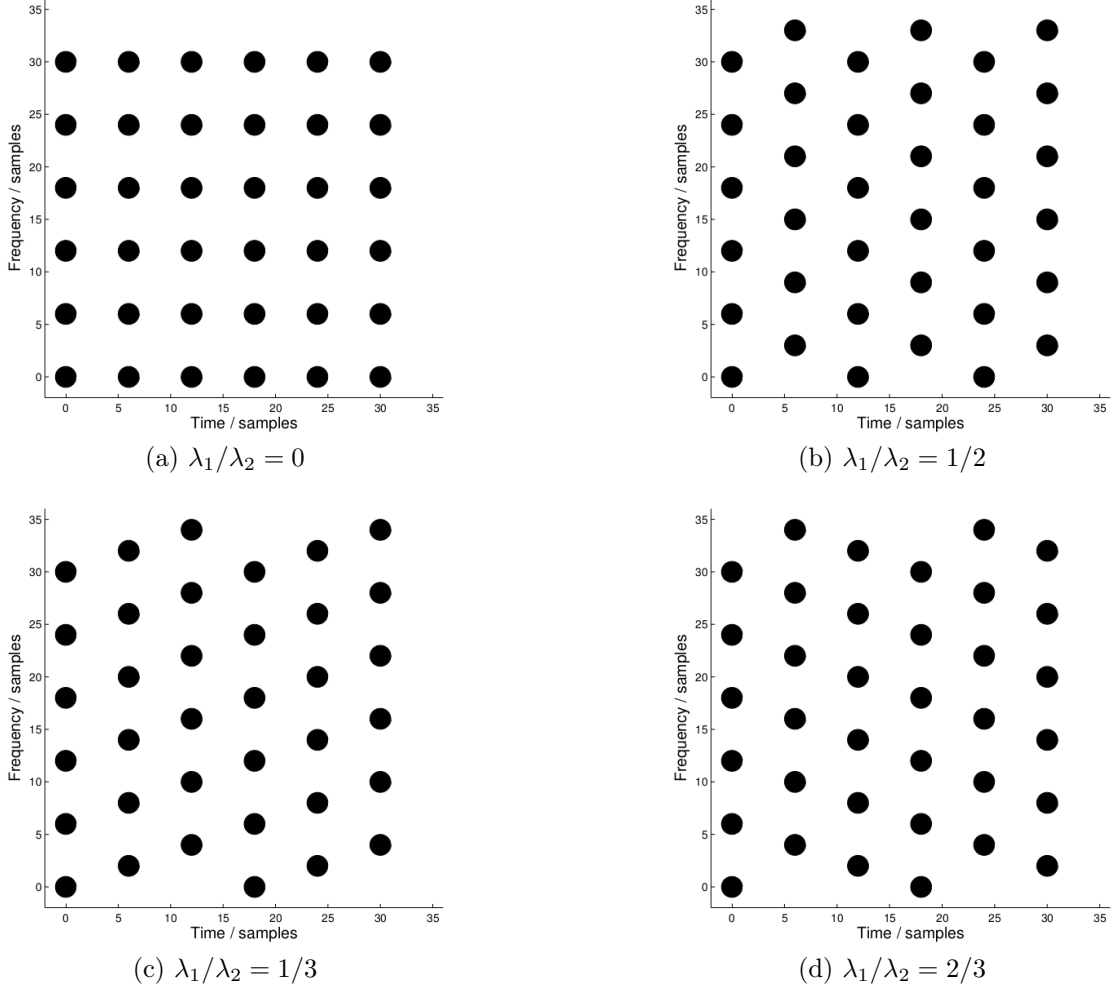 35
30
25
20
15
10
5
0
Frequency / samples
0 5 10 15 20 25 30 35
Time / samples
(a) λ₁/λ₂ = 0
35
30
25
20
15
10
5
0
Frequency / samples
0 5 10 15 20 25 30 35
Time / samples
(b) λ₁/λ₂ = 1/2
35
30
25
20
15
10
5
0
Frequency / samples
0 5 10 15 20 25 30 35
Time / samples
(c) λ₁/λ₂ = 1/3
35
30
25
20
15
10
5
0
Frequency / samples
0 5 10 15 20 25 30 35
Time / samples
(d) λ₁/λ₂ = 2/3